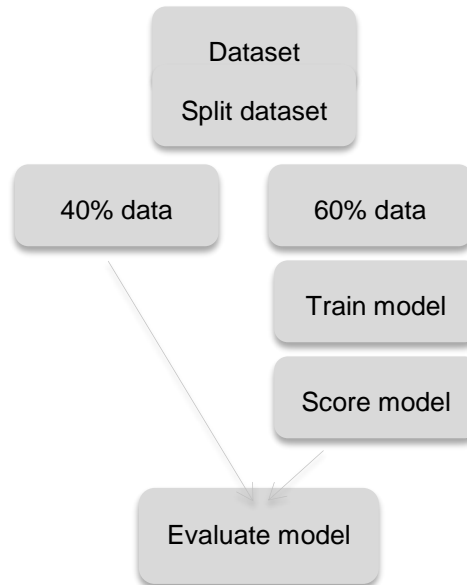 Dataset
Split dataset
40% data
60% data
Train model
Score model
Evaluate model